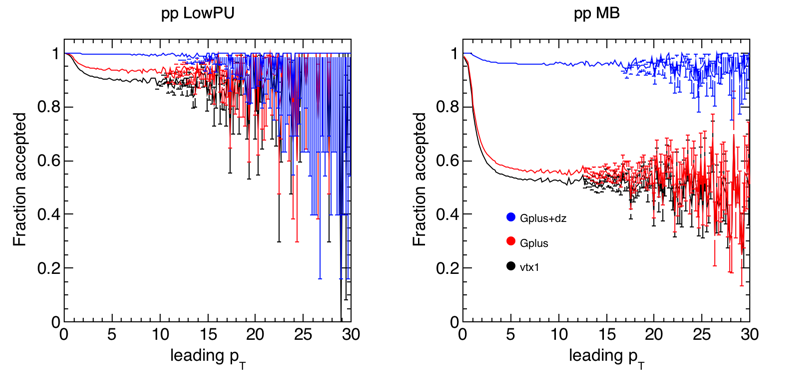 pp LowPU
Fraction accepted
1
0.8
0.6
0.4
0.2
0
0 5 10 15 20 25 30
leading pT
pp MB
Fraction accepted
1
0.8
0.6
0.4
0.2
0
Gplus+dz
Gplus
vtx1
0 5 10 15 20 25 30
leading pT